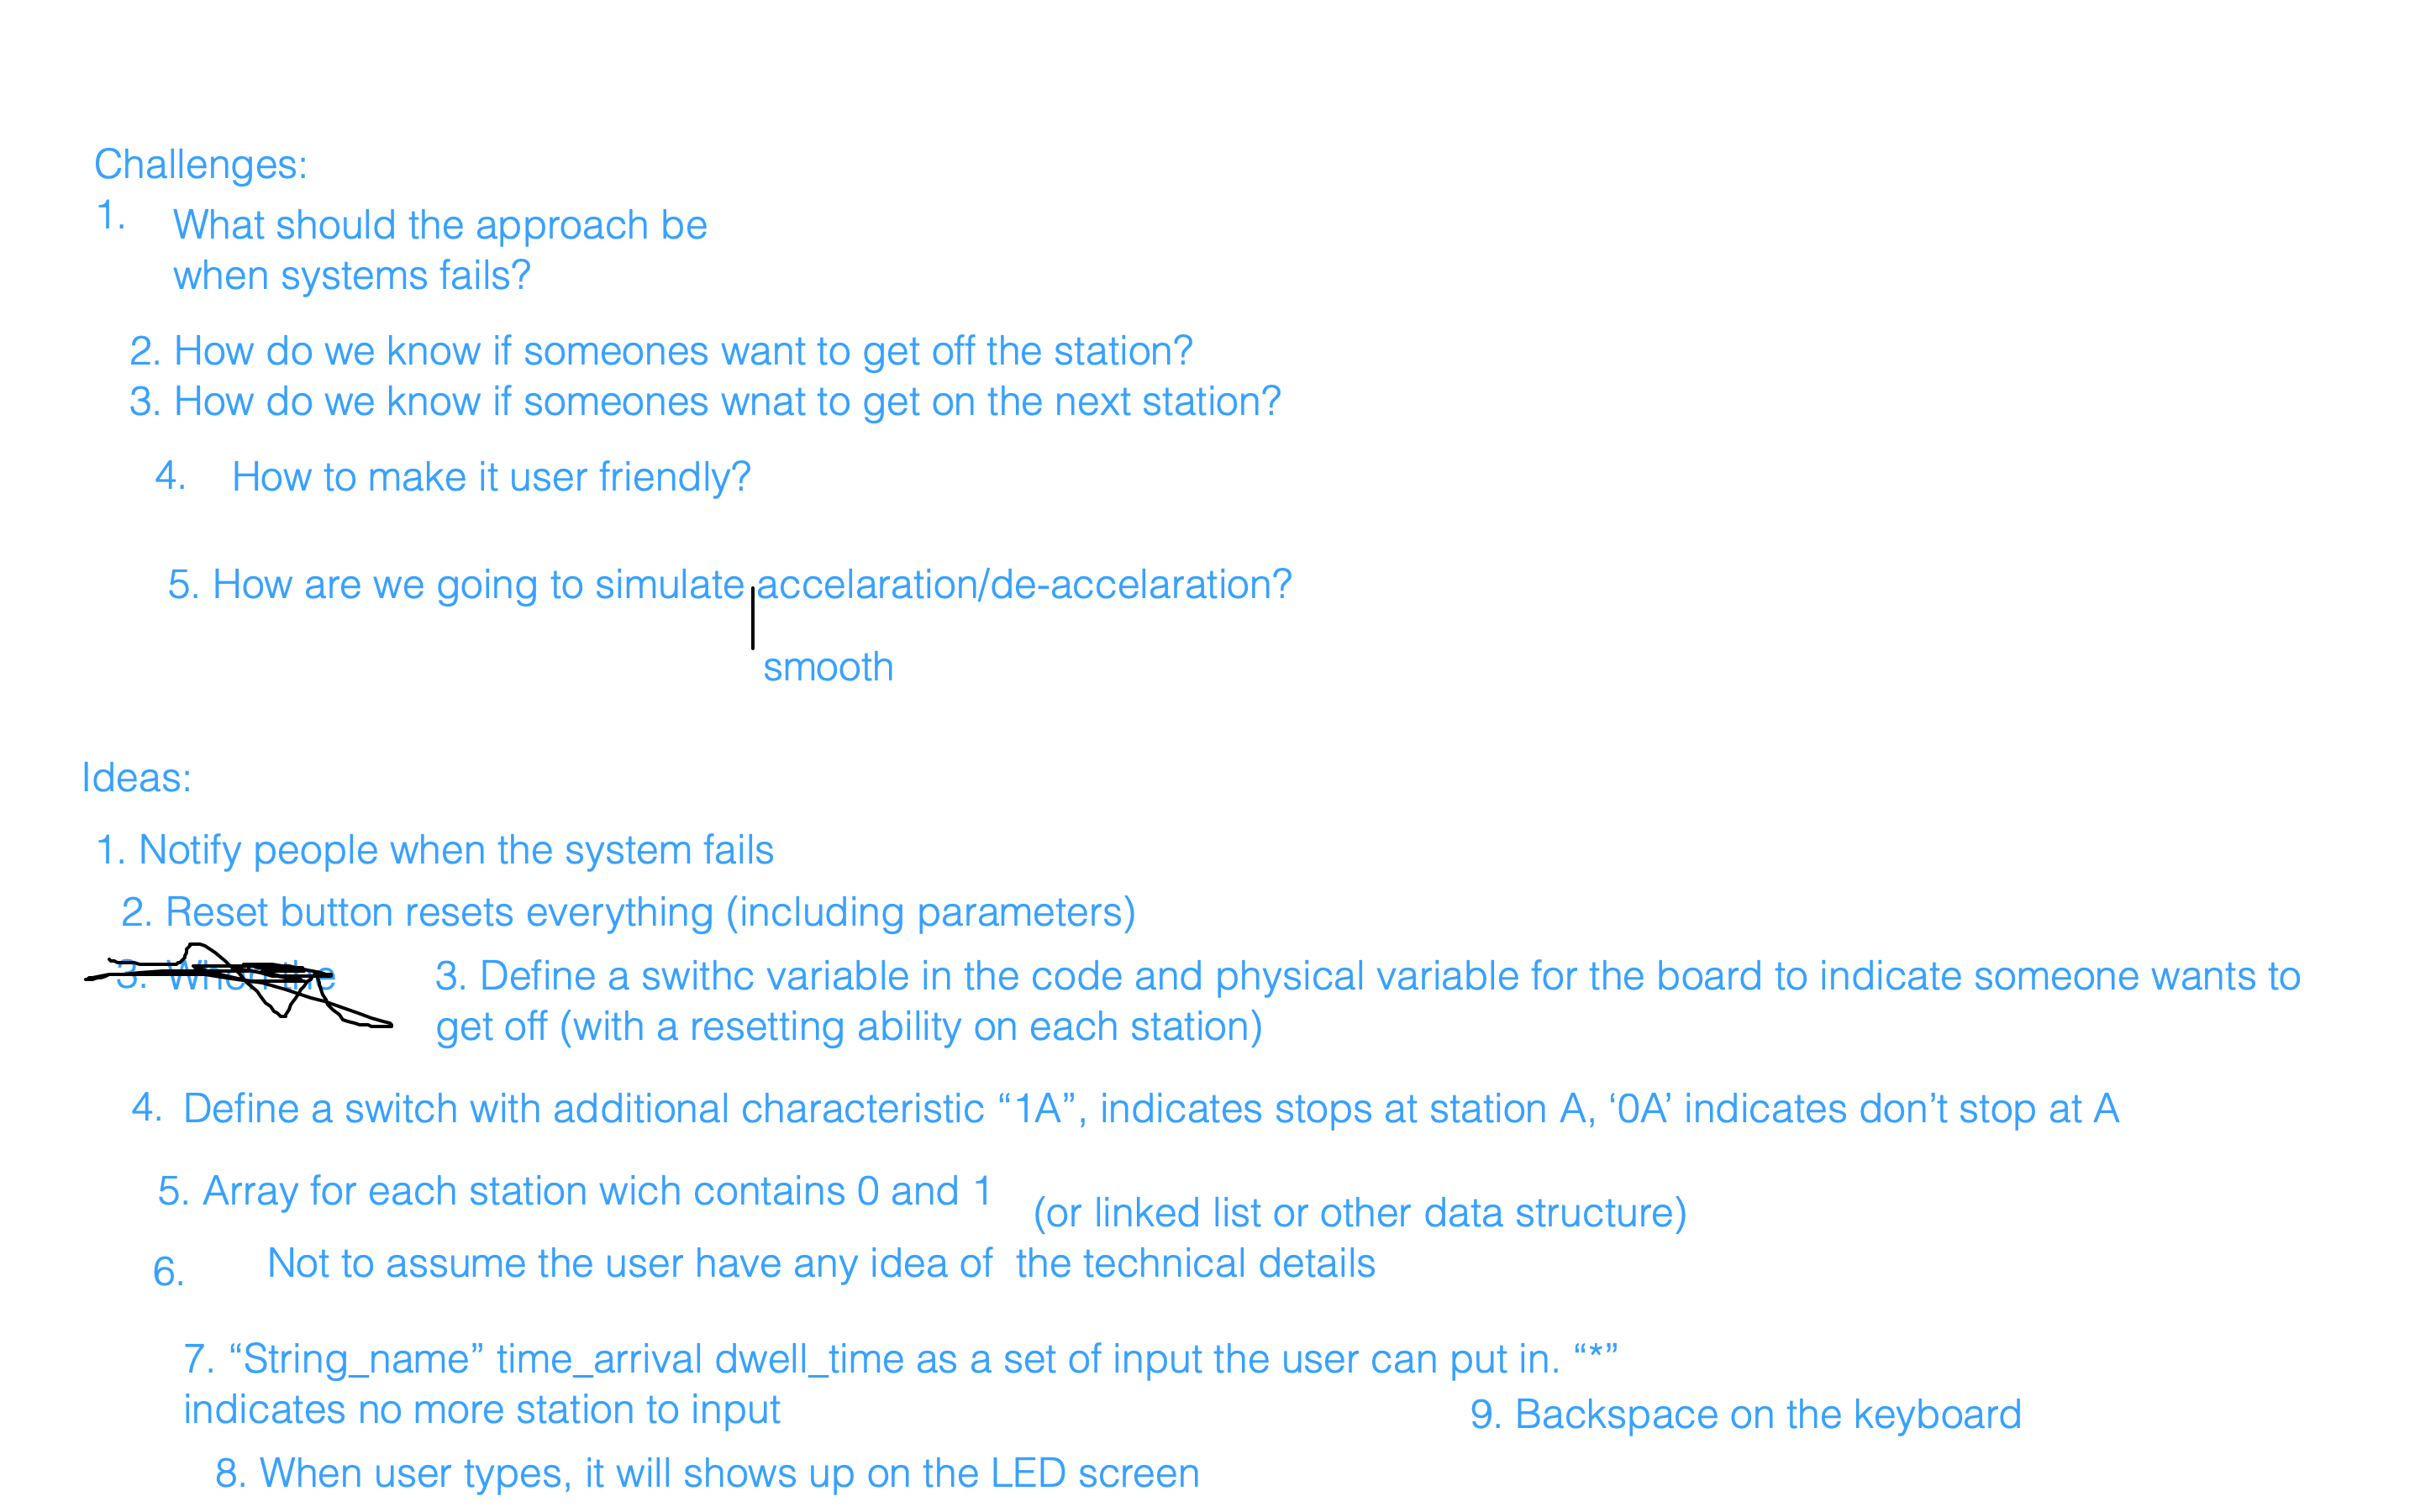 Challenges:
1. What should the approach be
when systems fails?
2. How do we know if someones want to get off the station?
3. How do we know if someones wnat to get on the next station?
4. How to make it user friendly?
5. How are we going to simulate accelaration/de-accelaration?
smooth
Ideas:
1. Notify people when the system fails
2. Reset button resets everything (including parameters)
3. When the
3. Define a swithc variable in the code and physical variable for the board to indicate someone wants to
get off (with a resetting ability on each station)
4. Define a switch with additional characteristic “1A”, indicates stops at station A, ‘0A’ indicates don’t stop at A
5. Array for each station wich contains 0 and 1 (or linked list or other data structure)
6. Not to assume the user have any idea of the technical details
7. “String_name” time_arrival dwell_time as a set of input the user can put in. “*”
indicates no more station to input
9. Backspace on the keyboard
8. When user types, it will shows up on the LED screen